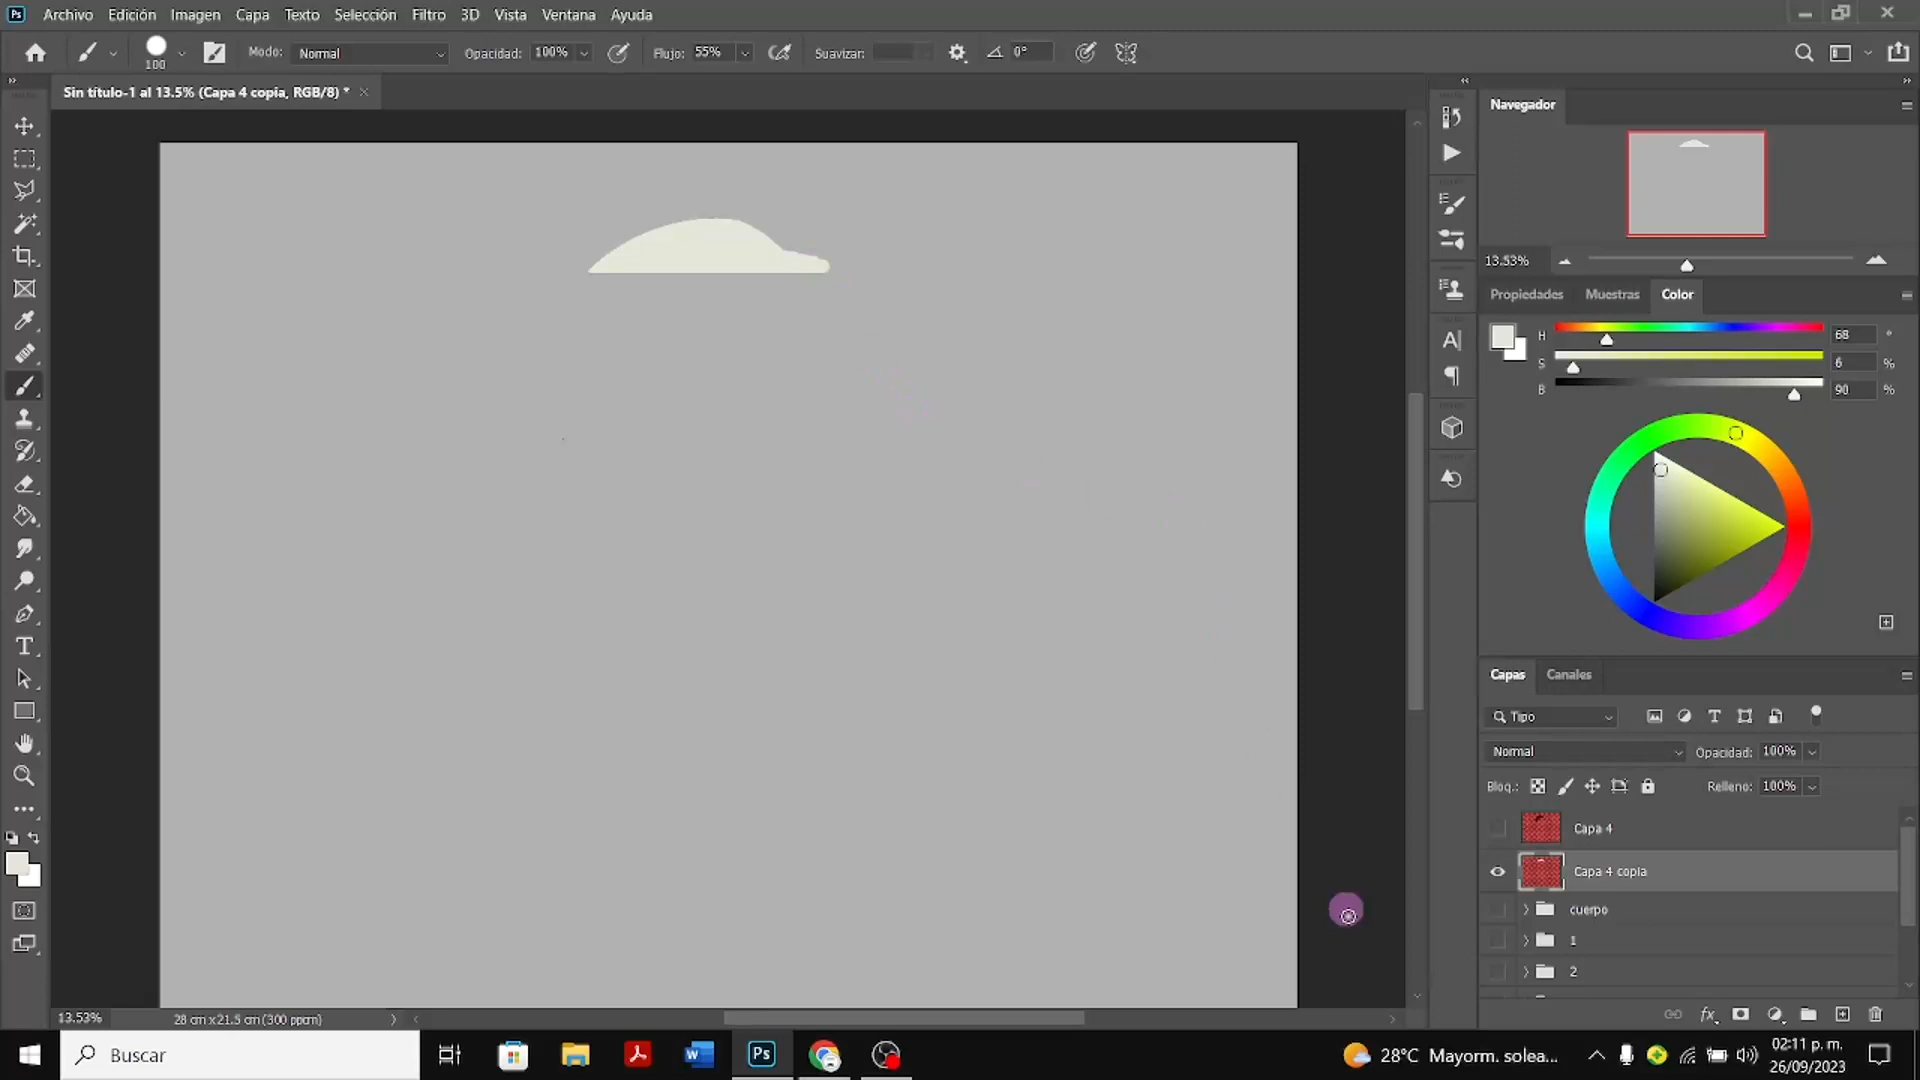 Ps Archivo Edición Imagen Capa Texto Selección Filtro 3D Vista Ventana Ayuda
100 Modo: Normal Opacidad: 100% Flujo: 55% Suavizar: 0°
Sin título-1 al 13.5% (Capa 4 copia, RGB/8) *
Navegador
13.53%
Propiedades Muestras Color
H 68 °
S 6 %
B 90 %
Capas Canales
Tipo
Normal Opacidad: 100%
Bloq.: Relleno: 100%
Capa 4
Capa 4 copia
cuerpo
1
2
13.53% 28 cm x 21.5 cm (300 ppcm)
Buscar
Ps
28°C Mayorm. solea...
02:11 p. m.
26/09/2023